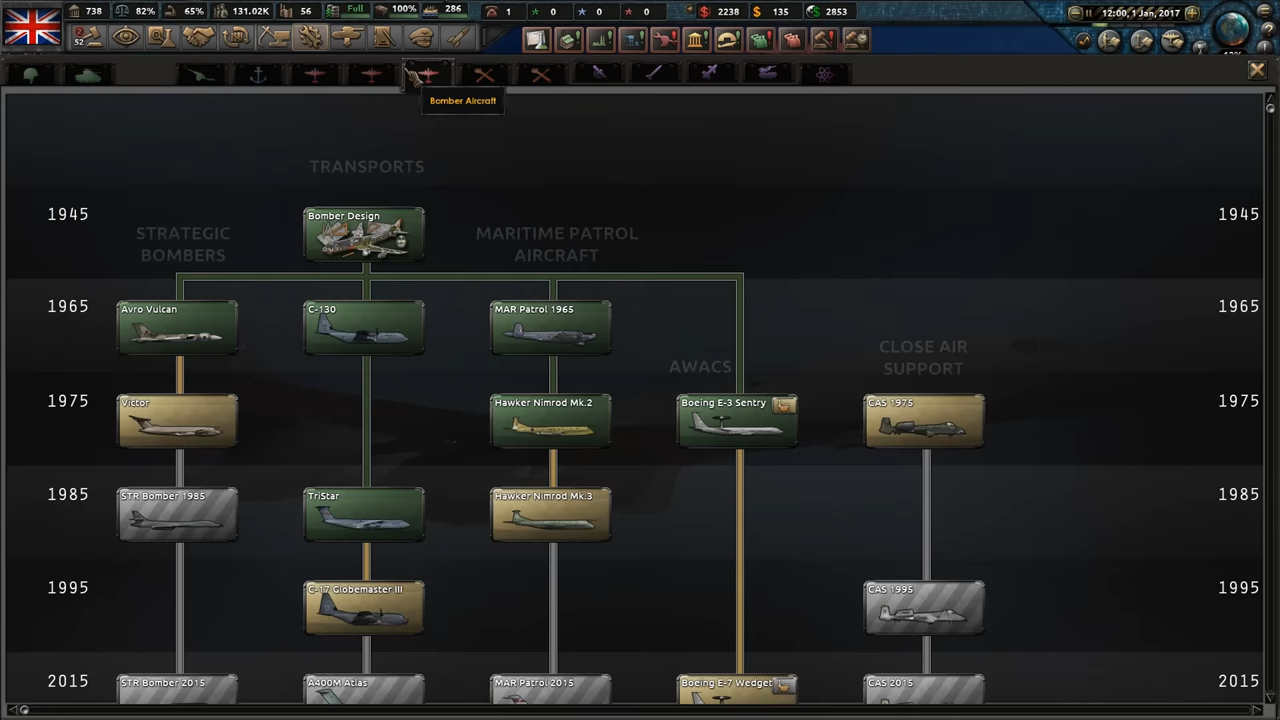 738 82% 65% 131.02K 56 Full 100% 286 0 0 0 2238 135 2853 12:00, 1 Jan, 2017
2
52
Bomber Aircraft
TRANSPORTS
1945 Bomber Design 1945
STRATEGIC
BOMBERS
MARITIME PATROL
AIRCRAFT
1965 Avro Vulcan C-130 MAR Patrol 1965 1965
AWACS
CLOSE AIR
SUPPORT
1975 Victor Hawker Nimrod Mk.2 Boeing E-3 Sentry CAS 1975 1975
1985 STR Bomber 1985 TriStar Hawker Nimrod Mk.3 1985
1995 C-17 Globemaster III CAS 1995 1995
2015 STR Bomber 2015 A400M Atlas MAR Patrol 2015 Boeing E-7 Wedget CAS 2015 2015